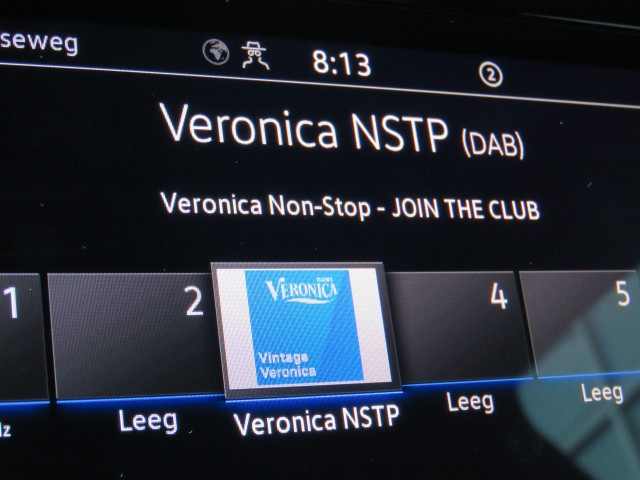 seweg
8:13
2
Veronica NSTP (DAB)
Veronica Non-Stop - JOIN THE CLUB
1
2
VERONICA
Vintage
Veronica
4
5
Hz
Leeg
Veronica NSTP
Leeg
Leeg